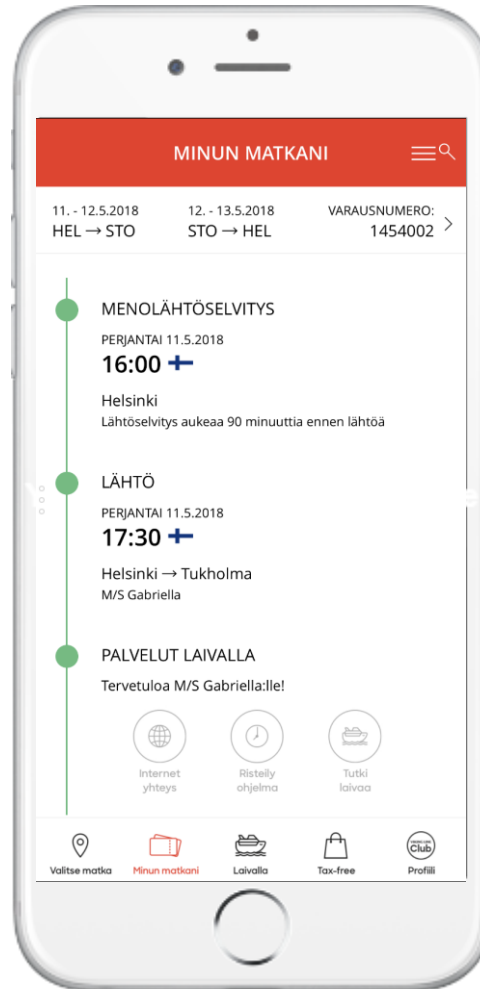 MINUN MATKANI
11. - 12.5.2018
HEL → STO
12. - 13.5.2018
STO → HEL
VARAUSNUMERO:
1454002
MENOLÄHTÖSELVITYS
PERJANTAI 11.5.2018
16:00
Helsinki
Lähtöselvitys aukeaa 90 minuuttia ennen lähtöä
LÄHTÖ
PERJANTAI 11.5.2018
17:30
Helsinki → Tukholma
M/S Gabriella
PALVELUT LAIVALLA
Tervetuloa M/S Gabriella:lle!
Internet
yhteys
Risteily
ohjelma
Tutki
laivaa
Valitse matka
Minun matkani
Laivalla
Tax-free
VIKING LINE
Club
Profiili